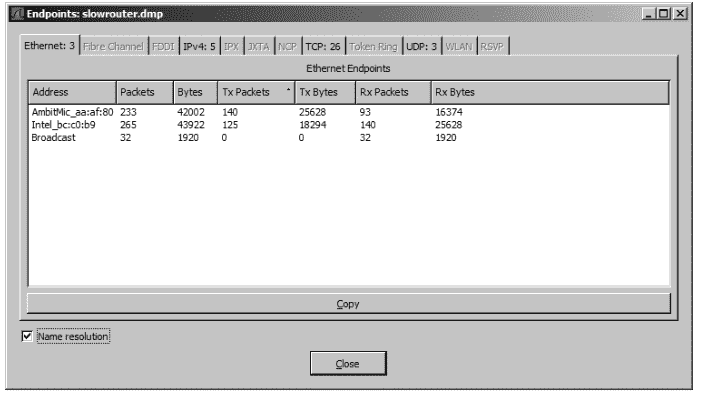 Endpoints: slowrouter.dmp
Ethernet: 3 Fibre Channel FDDI IPv4: 5 IPX JXTA NCP TCP: 26 Token Ring UDP: 3 WLAN RSVP
Ethernet Endpoints
Address Packets Bytes Tx Packets Tx Bytes Rx Packets Rx Bytes
AmbitMic_aa:af:80 233 42002 140 25628 93 16374
Intel_bc:c0:b9 265 43922 125 18294 140 25628
Broadcast 32 1920 0 0 32 1920
Copy
Name resolution
Close